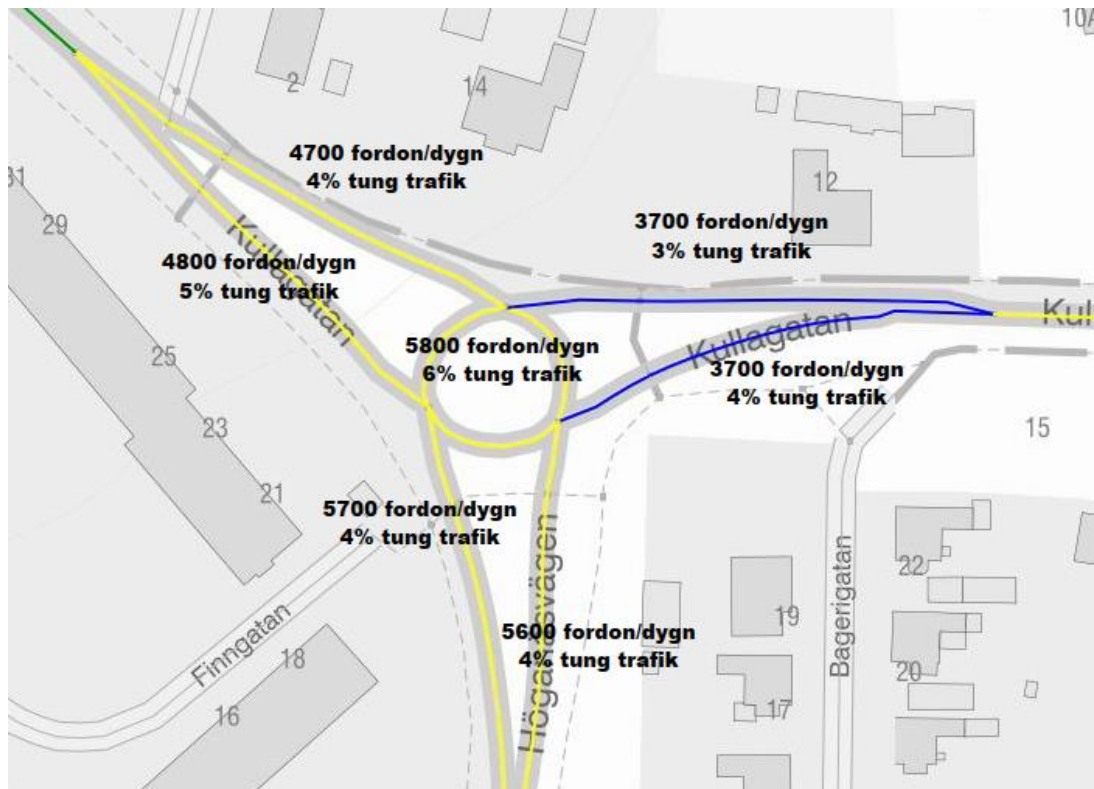 10A
2
14
4700 fordon/dygn
4% tung trafik
12
31
29
3700 fordon/dygn
3% tung trafik
Kullagatan
4800 fordon/dygn
5% tung trafik
Kul
Kullagatan
25
5800 fordon/dygn
6% tung trafik
3700 fordon/dygn
4% tung trafik
23
15
21
5700 fordon/dygn
4% tung trafik
Höganäsvägen
Bagerigatan
22
19
Finngatan
18
5600 fordon/dygn
4% tung trafik
20
16
17